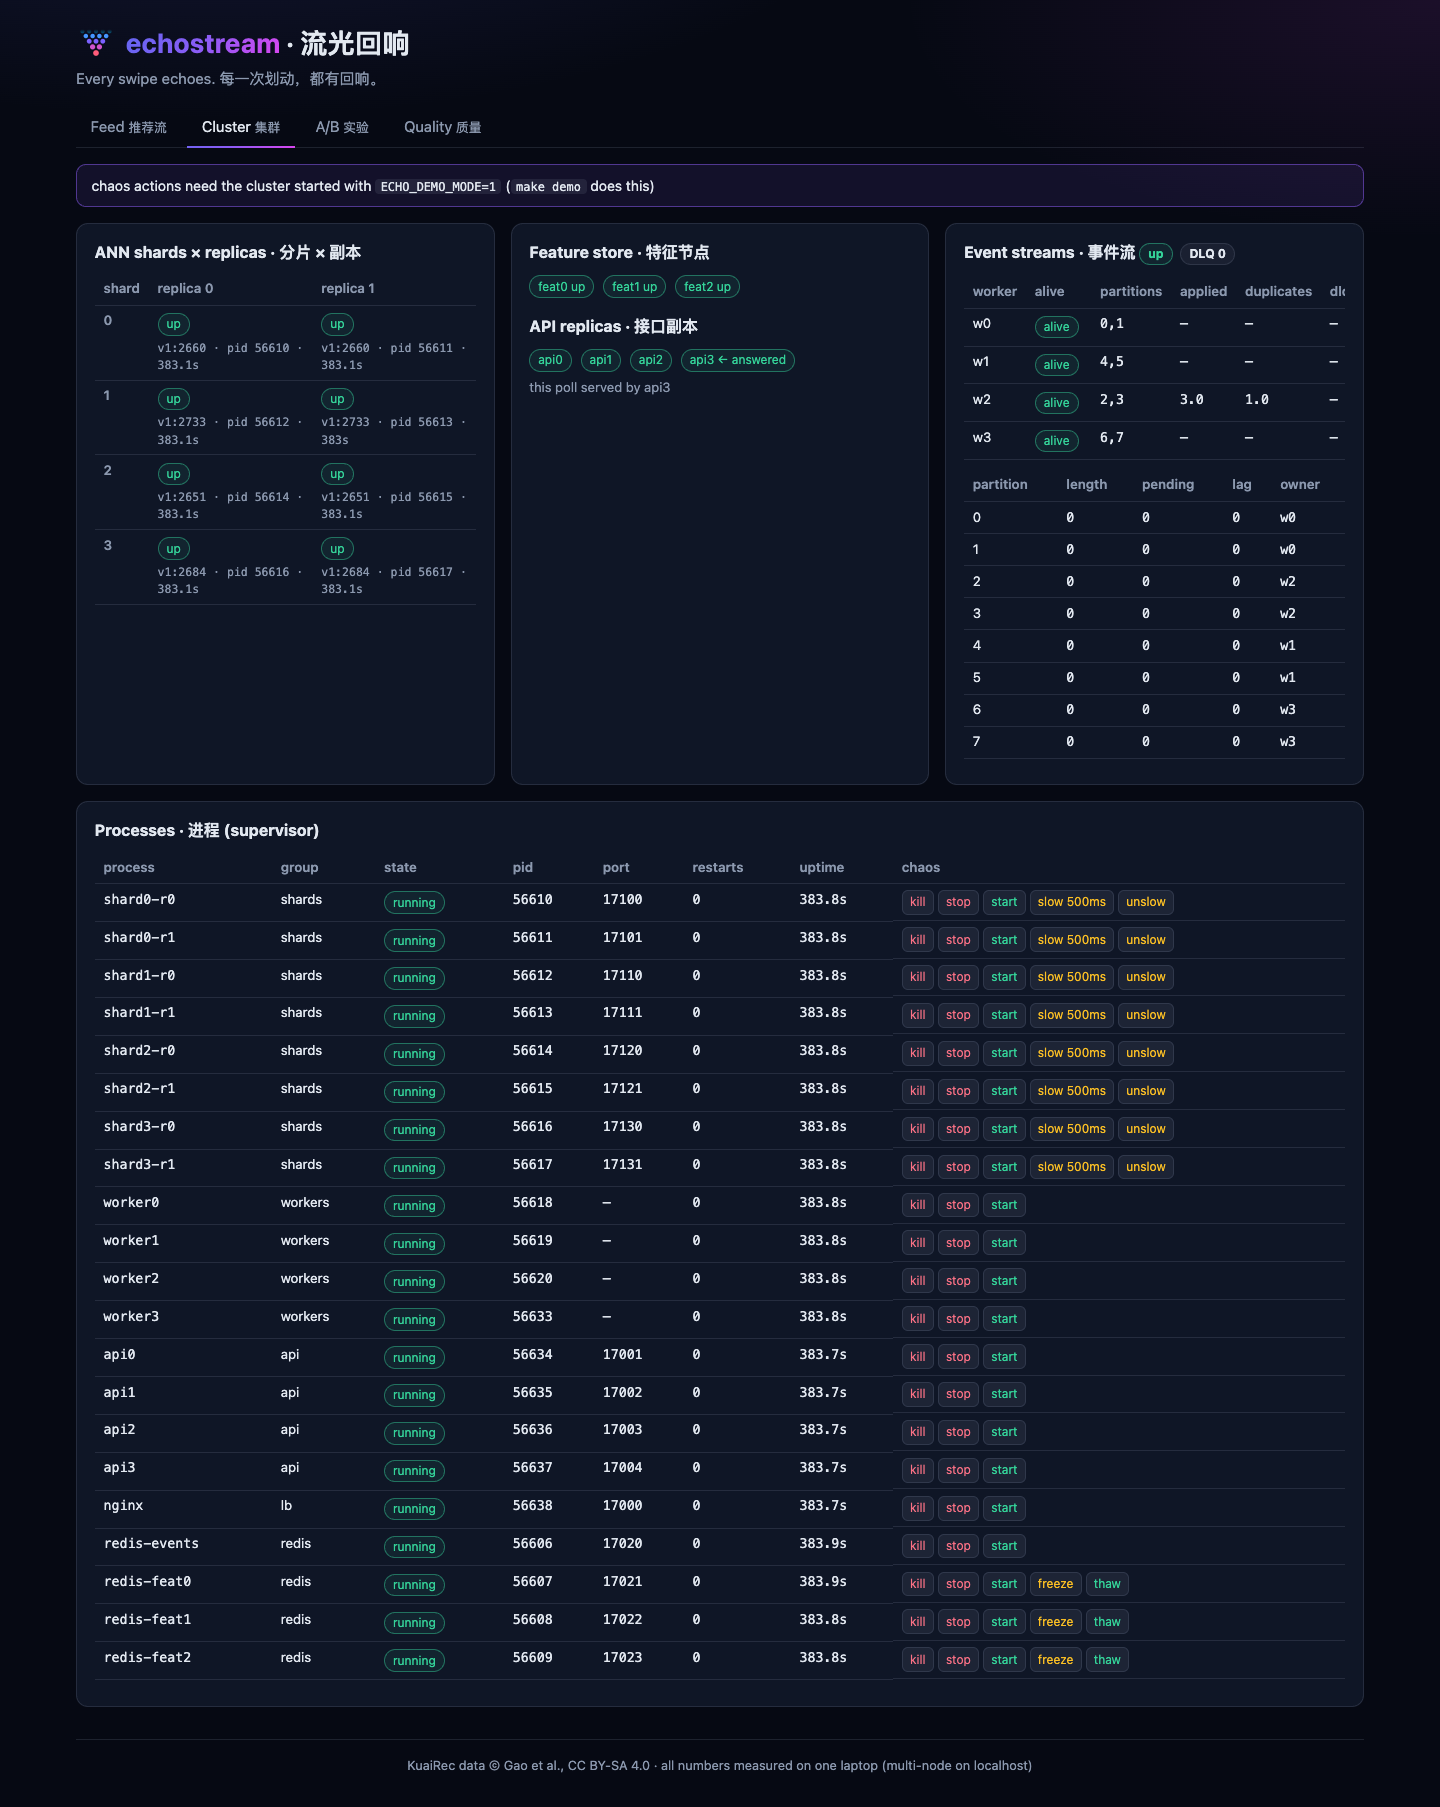 echostream · 流光回响
Every swipe echoes. 每一次划动，都有回响。
Feed 推荐流 Cluster 集群 A/B 实验 Quality 质量
chaos actions need the cluster started with ECHO_DEMO_MODE=1 ( make demo does this)
ANN shards × replicas · 分片 × 副本
shard replica 0 replica 1
0 up up
v1:2660 · pid 56610 · v1:2660 · pid 56611 ·
383.1s 383.1s
1 up up
v1:2733 · pid 56612 · v1:2733 · pid 56613 ·
383.1s 383s
2 up up
v1:2651 · pid 56614 · v1:2651 · pid 56615 ·
383.1s 383.1s
3 up up
v1:2684 · pid 56616 · v1:2684 · pid 56617 ·
383.1s 383.1s
Feature store · 特征节点
feat0 up feat1 up feat2 up
API replicas · 接口副本
api0 api1 api2 api3 ← answered
this poll served by api3
Event streams · 事件流 up DLQ 0
worker alive partitions applied duplicates
w0 alive 0,1 — — —
w1 alive 4,5 — — —
w2 alive 2,3 3.0 1.0 —
w3 alive 6,7 — — —
partition length pending lag owner
0 0 0 0 w0
1 0 0 0 w0
2 0 0 0 w2
3 0 0 0 w2
4 0 0 0 w1
5 0 0 0 w1
6 0 0 0 w3
7 0 0 0 w3
Processes · 进程 (supervisor)
process group state pid port restarts uptime chaos
shard0-r0 shards running 56610 17100 0 383.8s kill stop start slow 500ms unslow
shard0-r1 shards running 56611 17101 0 383.8s kill stop start slow 500ms unslow
shard1-r0 shards running 56612 17110 0 383.8s kill stop start slow 500ms unslow
shard1-r1 shards running 56613 17111 0 383.8s kill stop start slow 500ms unslow
shard2-r0 shards running 56614 17120 0 383.8s kill stop start slow 500ms unslow
shard2-r1 shards running 56615 17121 0 383.8s kill stop start slow 500ms unslow
shard3-r0 shards running 56616 17130 0 383.8s kill stop start slow 500ms unslow
shard3-r1 shards running 56617 17131 0 383.8s kill stop start slow 500ms unslow
worker0 workers running 56618 — 0 383.8s kill stop start
worker1 workers running 56619 — 0 383.8s kill stop start
worker2 workers running 56620 — 0 383.8s kill stop start
worker3 workers running 56633 — 0 383.8s kill stop start
api0 api running 56634 17001 0 383.7s kill stop start
api1 api running 56635 17002 0 383.7s kill stop start
api2 api running 56636 17003 0 383.7s kill stop start
api3 api running 56637 17004 0 383.7s kill stop start
nginx lb running 56638 17000 0 383.7s kill stop start
redis-events redis running 56606 17020 0 383.9s kill stop start
redis-feat0 redis running 56607 17021 0 383.9s kill stop start freeze thaw
redis-feat1 redis running 56608 17022 0 383.8s kill stop start freeze thaw
redis-feat2 redis running 56609 17023 0 383.8s kill stop start freeze thaw
KuaiRec data © Gao et al., CC BY-SA 4.0 · all numbers measured on one laptop (multi-node on localhost)